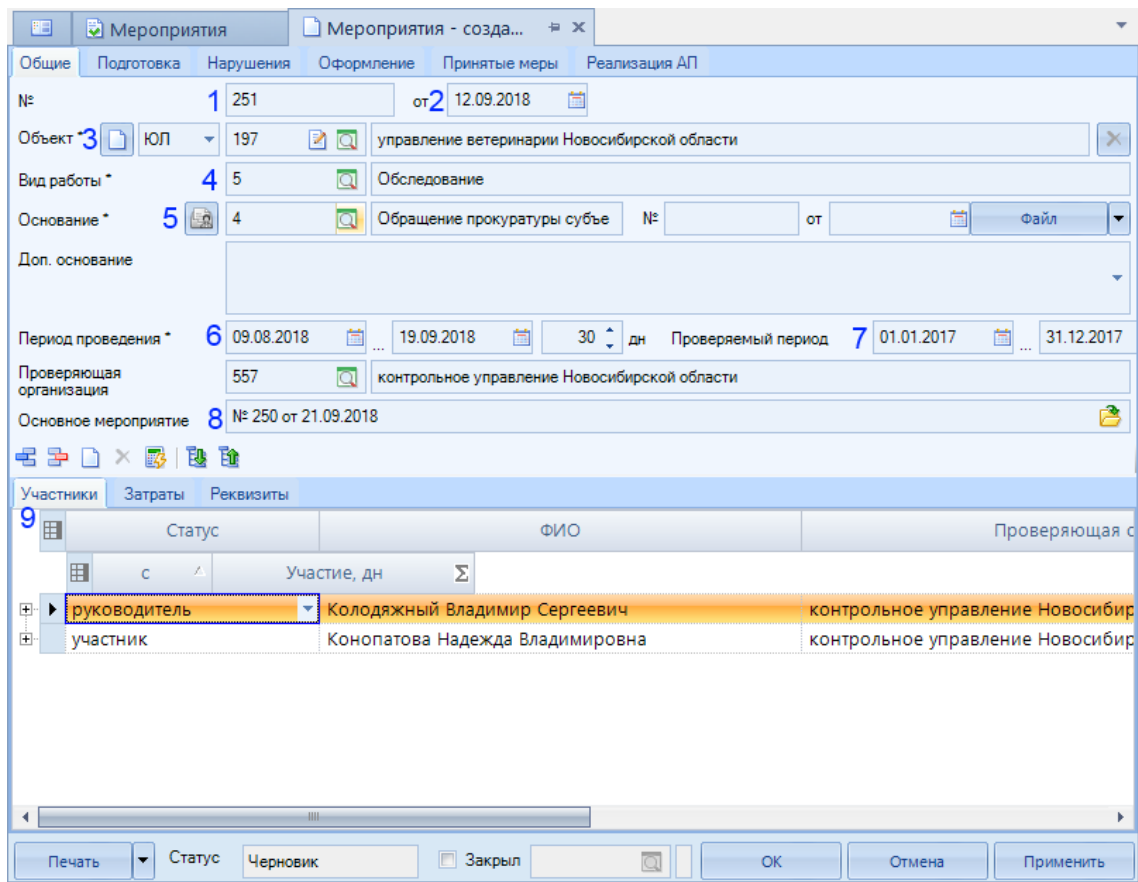 Мероприятия Мероприятия - созда...
Общие Подготовка Нарушения Оформление Принятые меры Реализация АП
№ 1 251 от 2 12.09.2018
Объект * 3 ЮЛ 197 управление ветеринарии Новосибирской области
Вид работы * 4 5 Обследование
Основание * 5 4 Обращение прокуратуры субъе № от Файл
Доп. основание
Период проведения * 6 09.08.2018 ... 19.09.2018 30 дн Проверяемый период 7 01.01.2017 ... 31.12.2017
Проверяющая
организация 557 контрольное управление Новосибирской области
Основное мероприятие 8 № 250 от 21.09.2018
Участники Затраты Реквизиты
9 Статус ФИО Проверяющая с
с Участие, дн Σ
руководитель Колодяжный Владимир Сергеевич контрольное управление Новосибир
участник Конопатова Надежда Владимировна контрольное управление Новосибир
Печать Статус Черновик Закрыл ОК Отмена Применить